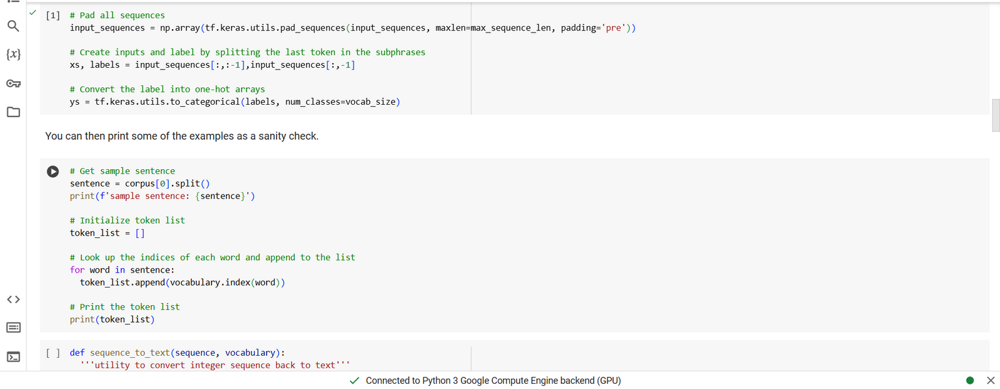 [1] # Pad all sequences
input_sequences = np.array(tf.keras.utils.pad_sequences(input_sequences, maxlen=max_sequence_len, padding='pre'))
# Create inputs and label by splitting the last token in the subphrases
xs, labels = input_sequences[:,:-1],input_sequences[:,-1]
# Convert the label into one-hot arrays
ys = tf.keras.utils.to_categorical(labels, num_classes=vocab_size)
You can then print some of the examples as a sanity check.
# Get sample sentence
sentence = corpus[0].split()
print(f'sample sentence: {sentence}')
# Initialize token list
token_list = []
# Look up the indices of each word and append to the list
for word in sentence:
  token_list.append(vocabulary.index(word))
# Print the token list
print(token_list)
[ ] def sequence_to_text(sequence, vocabulary):
  '''utility to convert integer sequence back to text'''
Connected to Python 3 Google Compute Engine backend (GPU)